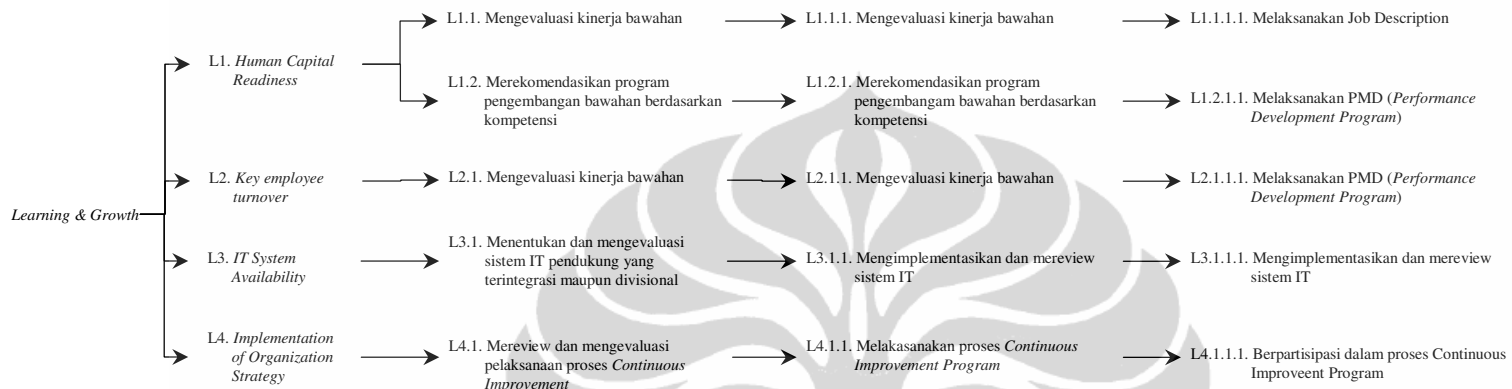 Learning & Growth
L1. Human Capital
Readiness
L1.1. Mengevaluasi kinerja bawahan
L1.1.1. Mengevaluasi kinerja bawahan
L1.1.1.1. Melaksanakan Job Description
L1.2. Merekomendasikan program
pengembangan bawahan berdasarkan
kompetensi
L1.2.1. Merekomendasikan program
pengembangam bawahan berdasarkan
kompetensi
L1.2.1.1. Melaksanakan PMD (Performance
Development Program)
L2. Key employee
turnover
L2.1. Mengevaluasi kinerja bawahan
L2.1.1. Mengevaluasi kinerja bawahan
L2.1.1.1. Melaksanakan PMD (Performance
Development Program)
L3. IT System
Availability
L3.1. Menentukan dan mengevaluasi
sistem IT pendukung yang
terintegrasi maupun divisional
L3.1.1. Mengimplementasikan dan mereview
sistem IT
L3.1.1.1. Mengimplementasikan dan mereview
sistem IT
L4. Implementation
of Organization
Strategy
L4.1. Mereview dan mengevaluasi
pelaksanaan proses Continuous
Improvement
L4.1.1. Melakasanakan proses Continuous
Improvement Program
L4.1.1.1. Berpartisipasi dalam proses Continuous
Improveent Program